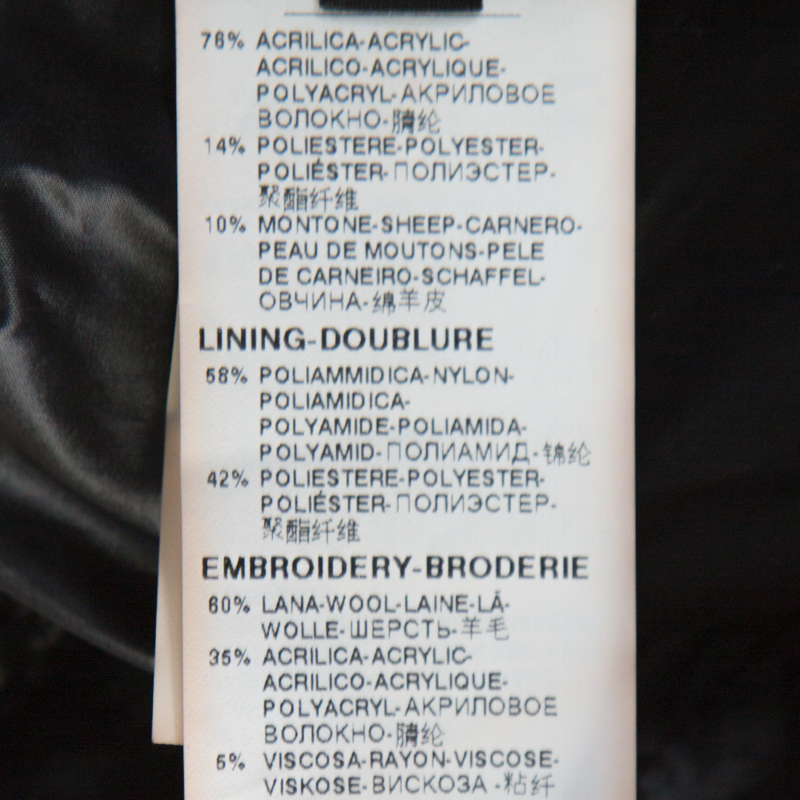 76% ACRILICA-ACRYLIC-
ACRILICO-ACRYLIQUE-
POLYACRYL-АКРИЛОВОЕ
ВОЛОКНО-腈纶
14% POLIESTERE-POLYESTER-
POLIÉSTER-ПОЛИЭСТЕР-
聚酯纤维
10% MONTONE-SHEEP-CARNERO-
PEAU DE MOUTONS-PELE
DE CARNEIRO-SCHAFFEL-
ОВЧИНА-绵羊皮
LINING-DOUBLURE
58% POLIAMMIDICA-NYLON-
POLIAMIDICA-
POLYAMIDE-POLIAMIDA-
POLYAMID-ПОЛИАМИД-锦纶
42% POLIESTERE-POLYESTER-
POLIÉSTER-ПОЛИЭСТЕР-
聚酯纤维
EMBROIDERY-BRODERIE
60% LANA-WOOL-LAINE-LÃ-
WOLLE-ШЕРСТЬ-羊毛
35% ACRILICA-ACRYLIC-
ACRILICO-ACRYLIQUE-
POLYACRYL-АКРИЛОВОЕ
ВОЛОКНО-腈纶
5% VISCOSA-RAYON-VISCOSE-
VISKOSE-ВИСКОЗА -粘纤